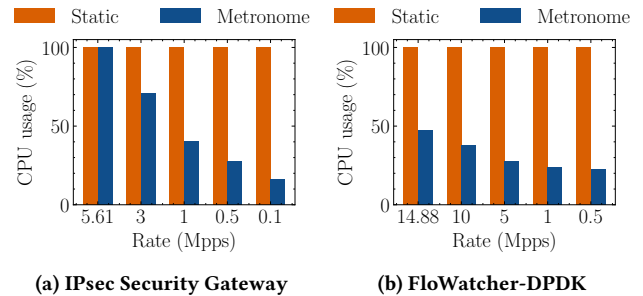 Static Metronome
100
50
0
CPU usage (%)
5.61 3 1 0.5 0.1
Rate (Mpps)
(a) IPsec Security Gateway
Static Metronome
100
50
0
CPU usage (%)
14.88 10 5 1 0.5
Rate (Mpps)
(b) FloWatcher-DPDK